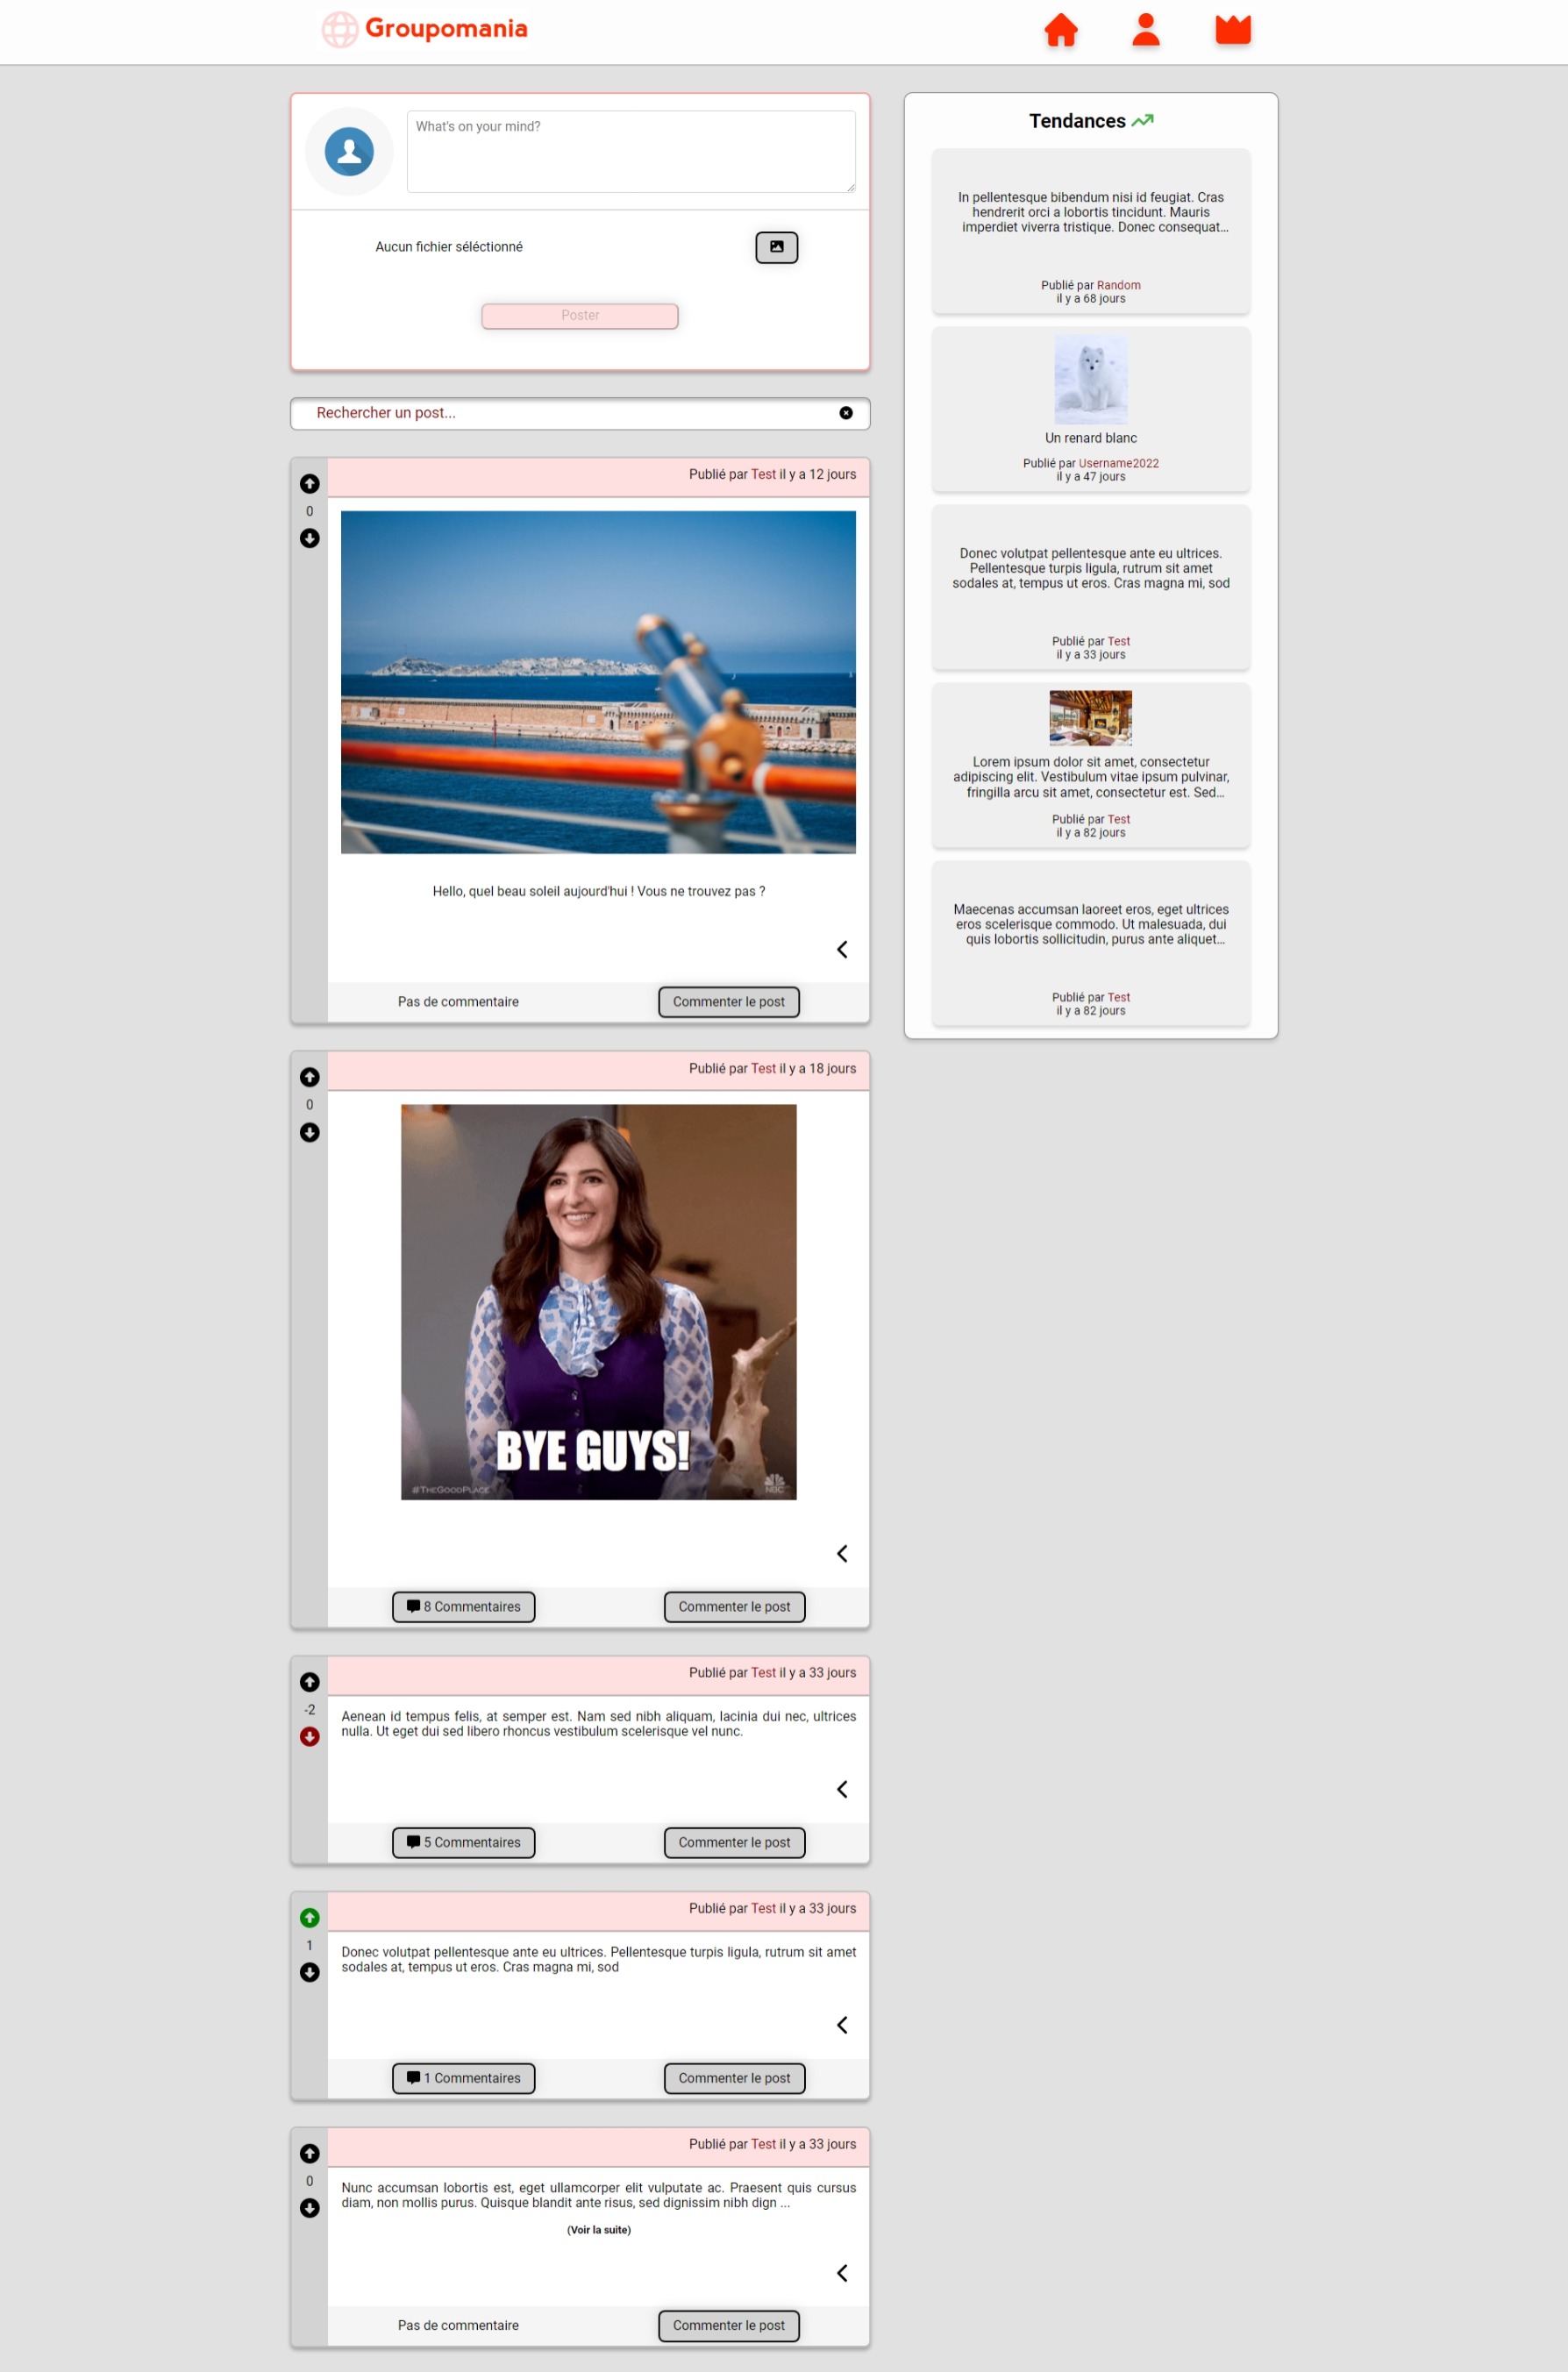 Groupomania
What's on your mind?
Aucun fichier séléctionné
Poster
Rechercher un post...
Publié par Test il y a 12 jours
0
Hello, quel beau soleil aujourd'hui ! Vous ne trouvez pas ?
Pas de commentaire
Commenter le post
Publié par Test il y a 18 jours
0
BYE GUYS!
#THEGOODPLACE
NBC
8 Commentaires
Commenter le post
Publié par Test il y a 33 jours
-2
Aenean id tempus felis, at semper est. Nam sed nibh aliquam, lacinia dui nec, ultrices
nulla. Ut eget dui sed libero rhoncus vestibulum scelerisque vel nunc.
5 Commentaires
Commenter le post
Publié par Test il y a 33 jours
1
Donec volutpat pellentesque ante eu ultrices. Pellentesque turpis ligula, rutrum sit amet
sodales at, tempus ut eros. Cras magna mi, sod
1 Commentaires
Commenter le post
Publié par Test il y a 33 jours
0
Nunc accumsan lobortis est, eget ullamcorper elit vulputate ac. Praesent quis cursus
diam, non mollis purus. Quisque blandit ante risus, sed dignissim nibh dign ...
(Voir la suite)
Pas de commentaire
Commenter le post
Tendances
In pellentesque bibendum nisi id feugiat. Cras
hendrerit orci a lobortis tincidunt. Mauris
imperdiet viverra tristique. Donec consequat...
Publié par Random
il y a 68 jours
Un renard blanc
Publié par Username2022
il y a 47 jours
Donec volutpat pellentesque ante eu ultrices.
Pellentesque turpis ligula, rutrum sit amet
sodales at, tempus ut eros. Cras magna mi, sod
Publié par Test
il y a 33 jours
Lorem ipsum dolor sit amet, consectetur
adipiscing elit. Vestibulum vitae ipsum pulvinar,
fringilla arcu sit amet, consectetur est. Sed...
Publié par Test
il y a 82 jours
Maecenas accumsan laoreet eros, eget ultrices
eros scelerisque commodo. Ut malesuada, dui
quis lobortis sollicitudin, purus ante aliquet...
Publié par Test
il y a 82 jours